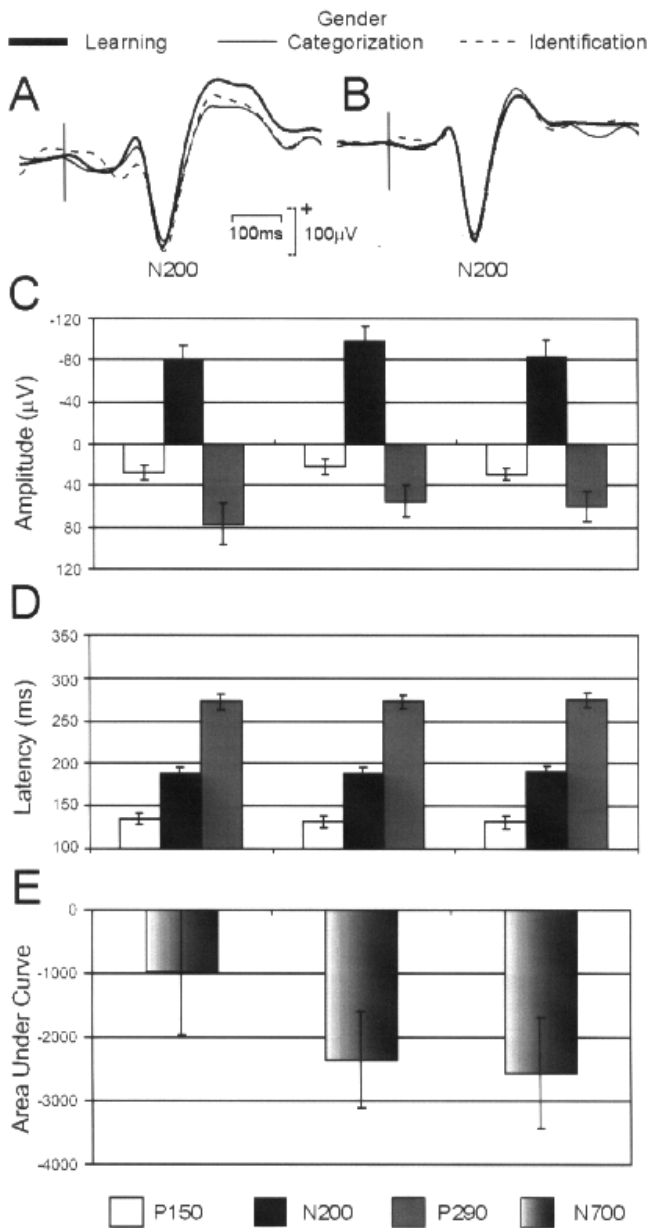 Gender
Learning Categorization Identification
A B
+
100ms 100µV
N200 N200
C
-120
-80
-40
0
40
80
120
Amplitude (µV)
D
350
300
250
200
150
100
Latency (ms)
E
0
-1000
-2000
-3000
-4000
Area Under Curve
P150 N200 P290 N700